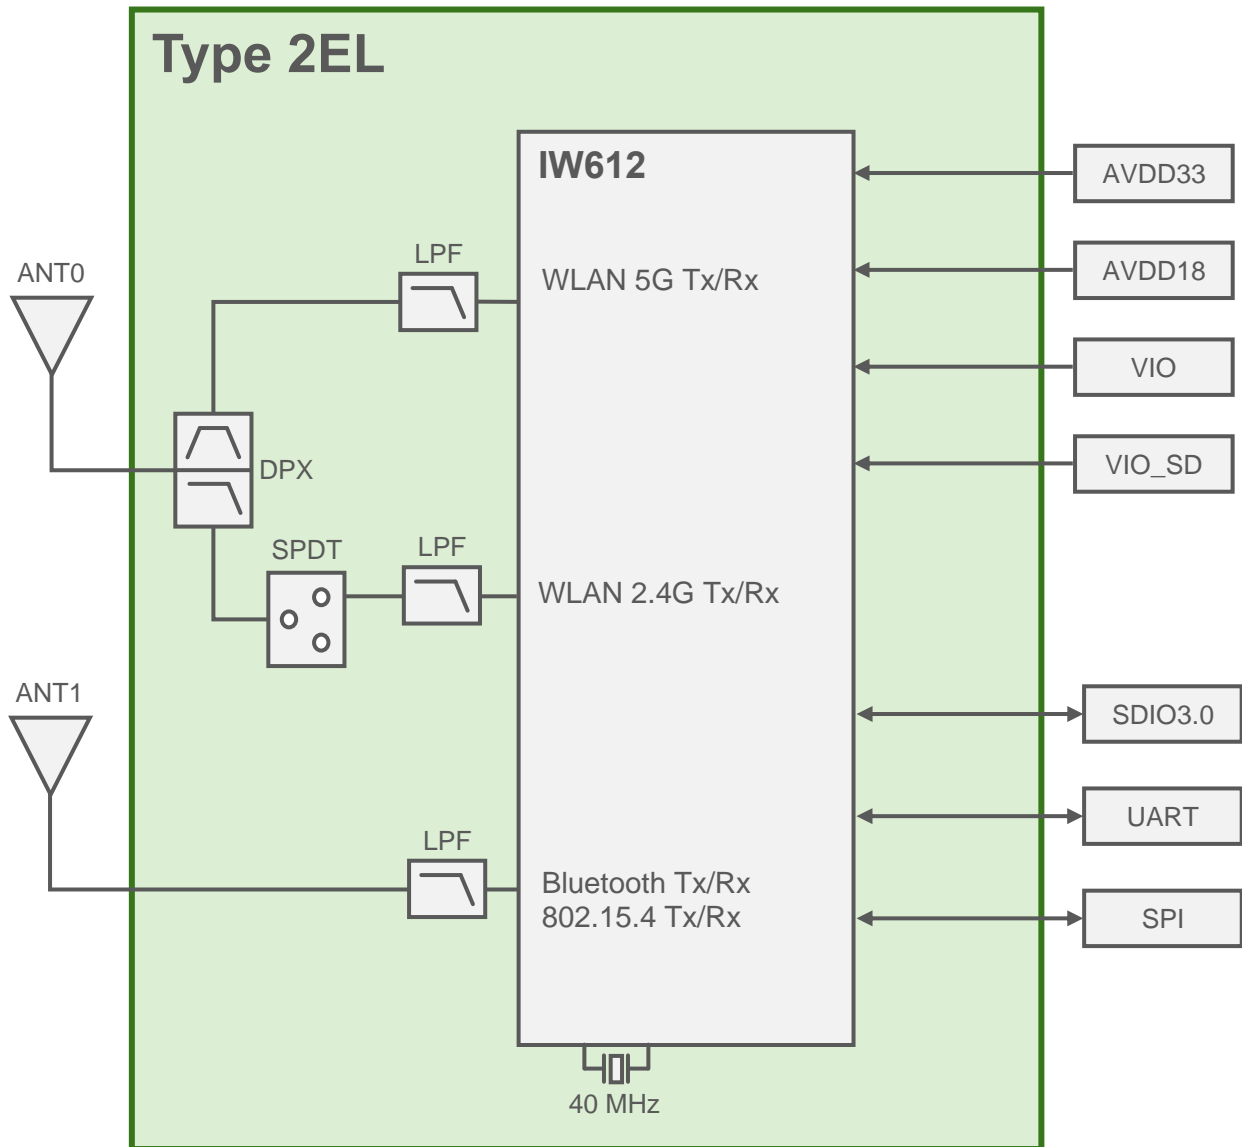 Type 2EL
IW612
AVDD33
LPF
ANT0
WLAN 5G Tx/Rx
AVDD18
VIO
DPX
VIO_SD
SPDT
LPF
WLAN 2.4G Tx/Rx
ANT1
SDIO3.0
UART
LPF
Bluetooth Tx/Rx
802.15.4 Tx/Rx
SPI
40 MHz